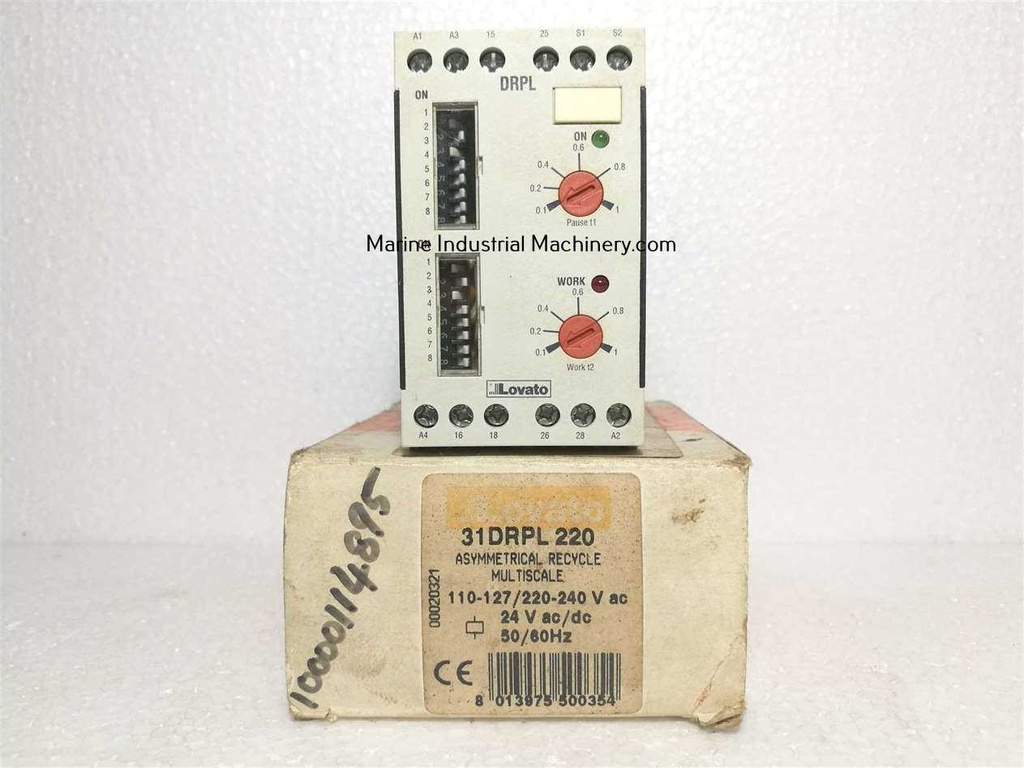 A1 A3 15 25 S1 S2
DRPL
ON
1
2
3
4
5
6
7
8
ON
0.1 0.2 0.4 0.6 0.8 1
Pause t1
Marine Industrial Machinery.com
ON
1
2
3
4
5
6
7
8
WORK
0.1 0.2 0.4 0.6 0.8 1
Work t2
Lovato
A4 16 18 26 28 A2
Lovato
31DRPL 220
ASYMMETRICAL RECYCLE
MULTISCALE
110-127/220-240 V ac
24 V ac/dc
50/60Hz
00020321
CE
8 013975 500354
10000114895